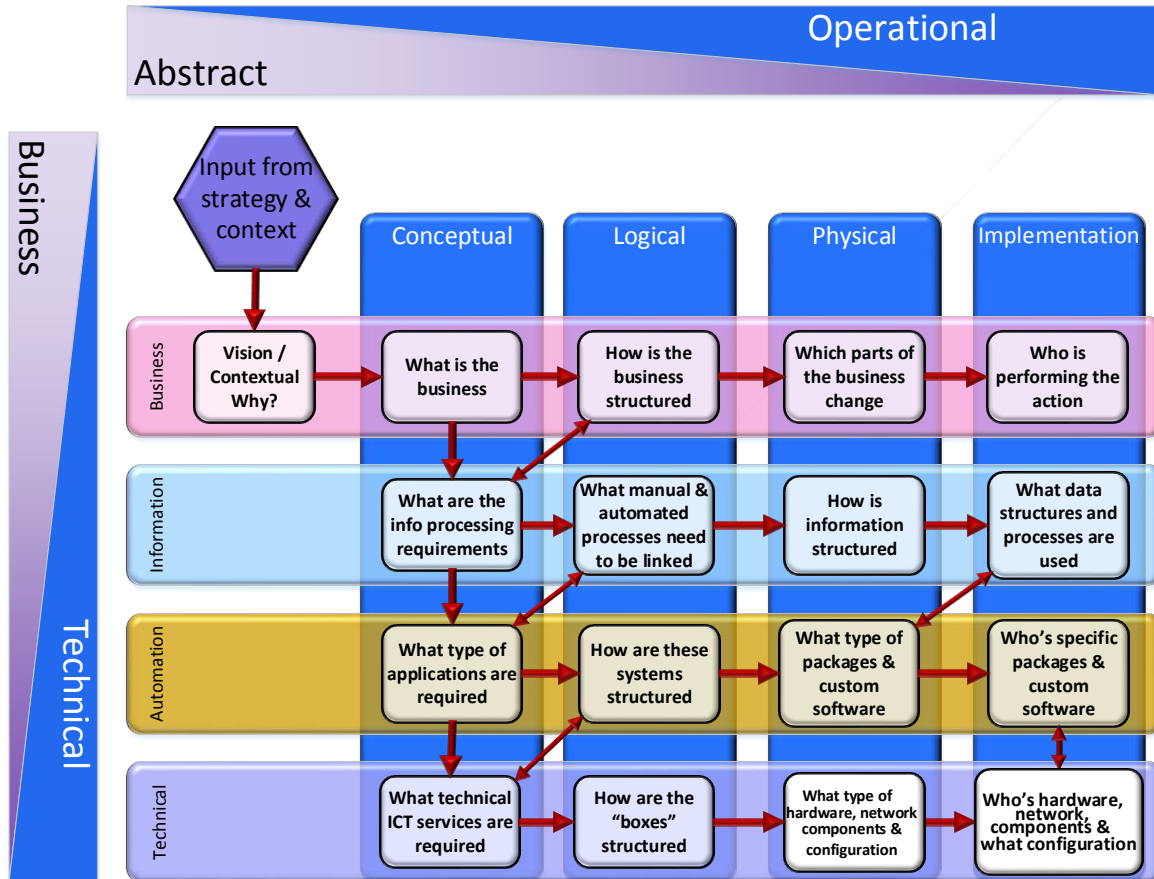 Operational
Abstract
Business
Technical
Input from
strategy &
context
Conceptual
Logical
Physical
Implementation
Business
Vision /
Contextual
Why?
What is the
business
How is the
business
structured
Which parts of
the business
change
Who is
performing the
action
Information
What are the
info processing
requirements
What manual &
automated
processes need
to be linked
How is
information
structured
What data
structures and
processes are
used
Automation
What type of
applications are
required
How are these
systems
structured
What type of
packages &
custom
software
Who's specific
packages &
custom
software
Technical
What technical
ICT services are
required
How are the
“boxes”
structured
What type of
hardware, network
components &
configuration
Who's hardware,
network,
components &
what configuration